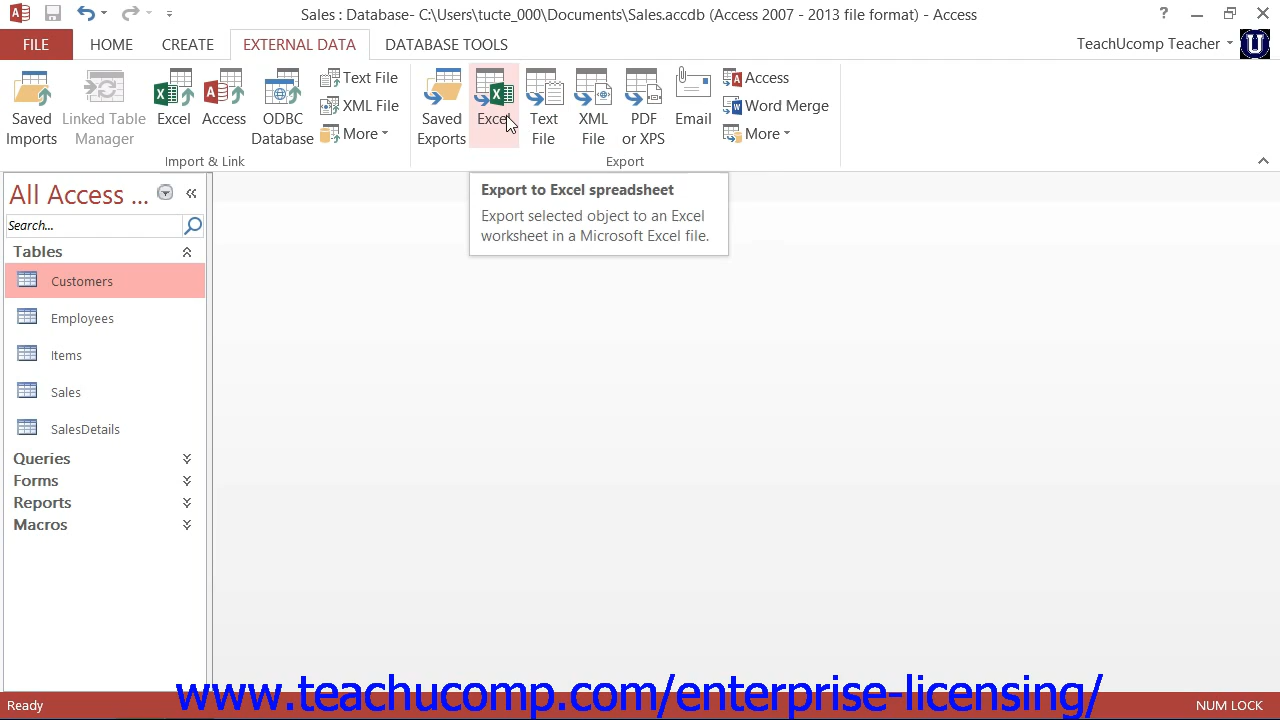 Sales : Database- C:\Users\tucte_000\Documents\Sales.accdb (Access 2007 - 2013 file format) - Access
FILE HOME CREATE EXTERNAL DATA DATABASE TOOLS TeachUcomp Teacher
Saved Imports
Linked Table Manager
Excel
Access
ODBC Database
Text File
XML File
More
Import & Link
Saved Exports
Excel
Text File
XML File
PDF or XPS
Email
Access
Word Merge
More
Export
Export to Excel spreadsheet
Export selected object to an Excel
worksheet in a Microsoft Excel file.
All Access ...
Search...
Tables
Customers
Employees
Items
Sales
SalesDetails
Queries
Forms
Reports
Macros
www.teachucomp.com/enterprise-licensing/
Ready
NUM LOCK